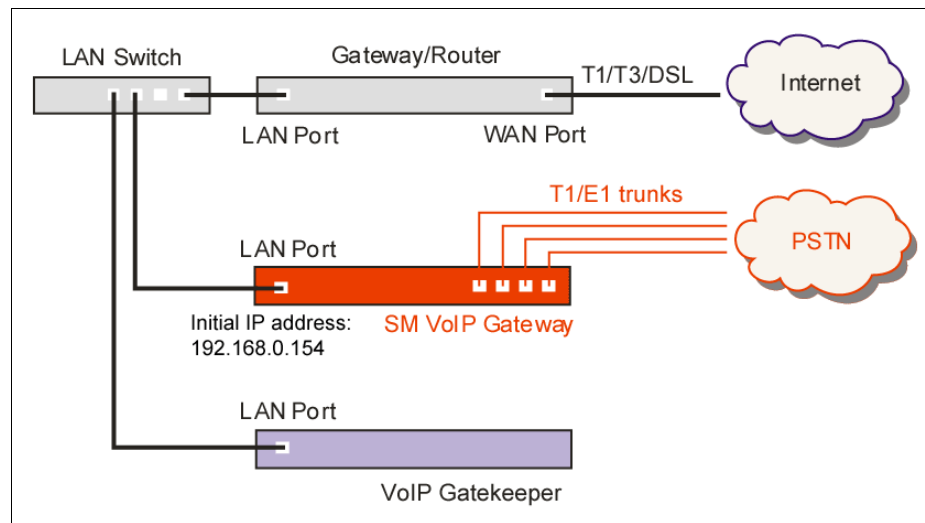 LAN Switch
Gateway/Router
T1/T3/DSL
Internet
LAN Port
WAN Port
T1/E1 trunks
LAN Port
PSTN
Initial IP address:
192.168.0.154
SM VoIP Gateway
LAN Port
VoIP Gatekeeper